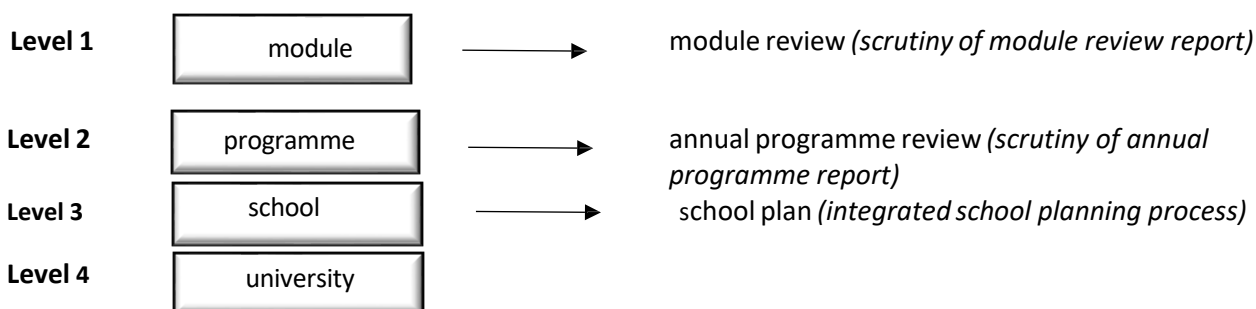 Level 1 module module review (scrutiny of module review report)
Level 2 programme annual programme review (scrutiny of annual
programme report)
Level 3 school school plan (integrated school planning process)
Level 4 university